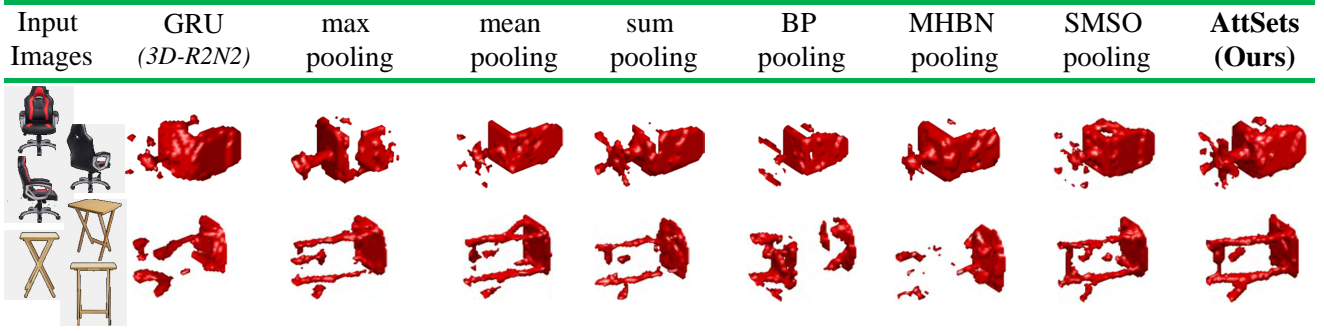 Input GRU max mean sum BP MHBN SMSO AttSets
Images (3D-R2N2) pooling pooling pooling pooling pooling pooling (Ours)